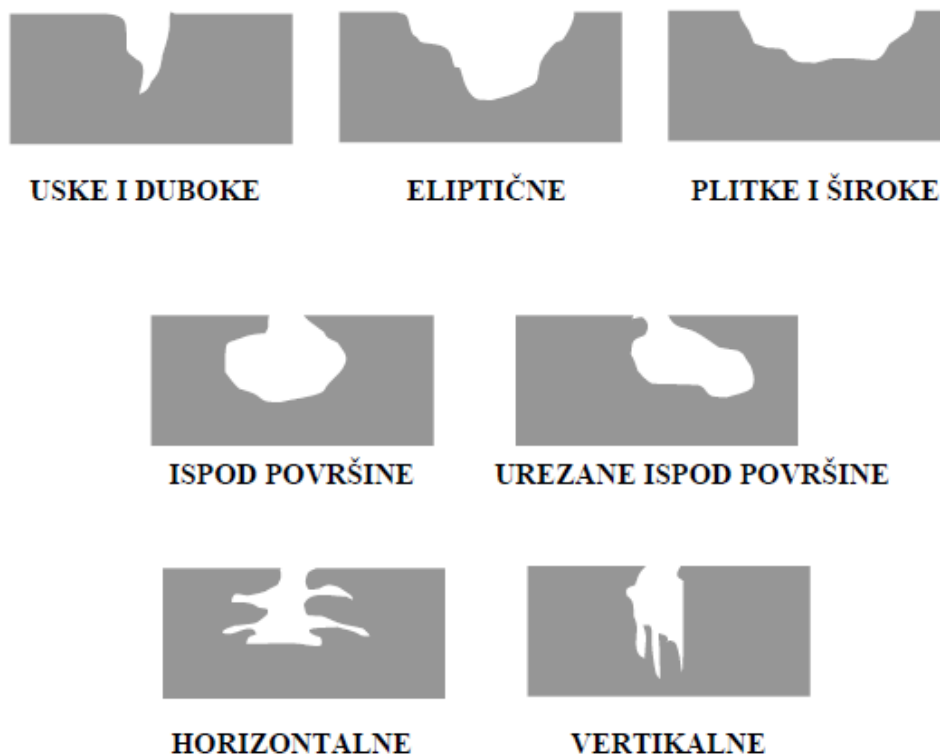 USKE I DUBOKE
ELIPTIČNE
PLITKE I ŠIROKE
ISPOD POVRŠINE
UREZANE ISPOD POVRŠINE
HORIZONTALNE
VERTIKALNE